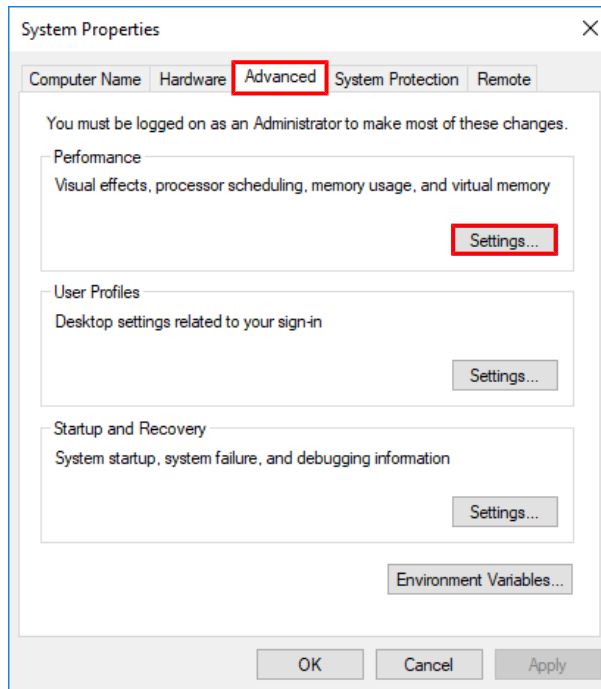 System Properties
Computer Name Hardware Advanced System Protection Remote
You must be logged on as an Administrator to make most of these changes.
Performance
Visual effects, processor scheduling, memory usage, and virtual memory
Settings...
User Profiles
Desktop settings related to your sign-in
Settings...
Startup and Recovery
System startup, system failure, and debugging information
Settings...
Environment Variables...
OK Cancel Apply